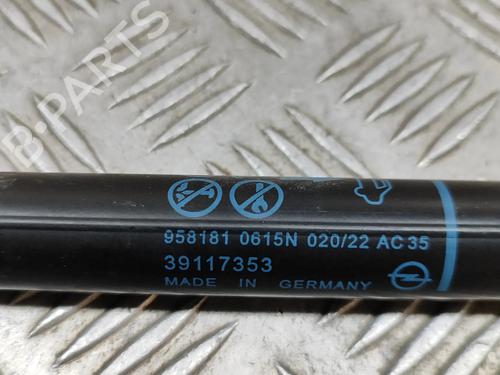 B-PARTS
958181 0615N 020/22 AC35
39117353
MADE IN GERMANY